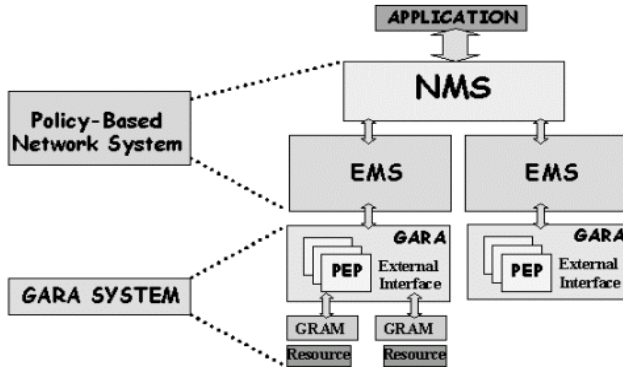 APPLICATION
NMS
Policy-Based
Network System
EMS
EMS
GARA
PEP
External
Interface
GARA
PEP
External
Interface
GARA SYSTEM
GRAM
GRAM
Resource
Resource